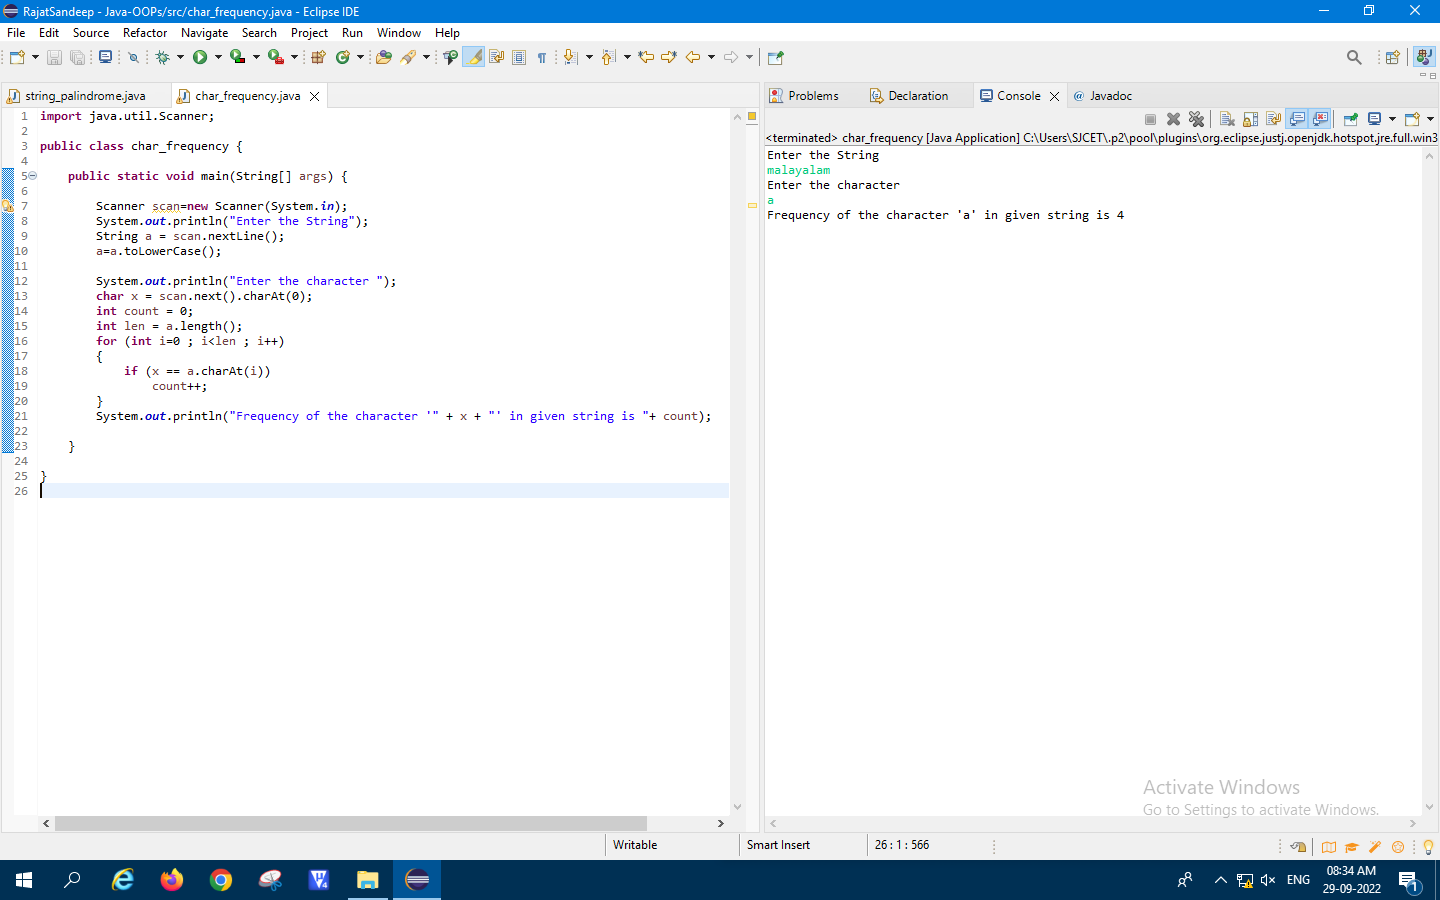 RajatSandeep - Java-OOPs/src/char_frequency.java - Eclipse IDE
File Edit Source Refactor Navigate Search Project Run Window Help
string_palindrome.java char_frequency.java
1 import java.util.Scanner;
2
3 public class char_frequency {
4
5 public static void main(String[] args) {
6
7 Scanner scan=new Scanner(System.in);
8 System.out.println("Enter the String");
9 String a = scan.nextLine();
10 a=a.toLowerCase();
11
12 System.out.println("Enter the character ");
13 char x = scan.next().charAt(0);
14 int count = 0;
15 int len = a.length();
16 for (int i=0 ; i<len ; i++)
17 {
18 if (x == a.charAt(i))
19 count++;
20 }
21 System.out.println("Frequency of the character '" + x + "' in given string is "+ count);
22
23 }
24
25 }
26
Problems Declaration Console @ Javadoc
<terminated> char_frequency [Java Application] C:\Users\SJCET\.p2\pool\plugins\org.eclipse.justj.openjdk.hotspot.jre.full.win3
Enter the String
malayalam
Enter the character
a
Frequency of the character 'a' in given string is 4
Activate Windows
Go to Settings to activate Windows.
Writable Smart Insert 26 : 1 : 566
ENG 08:34 AM
29-09-2022
1